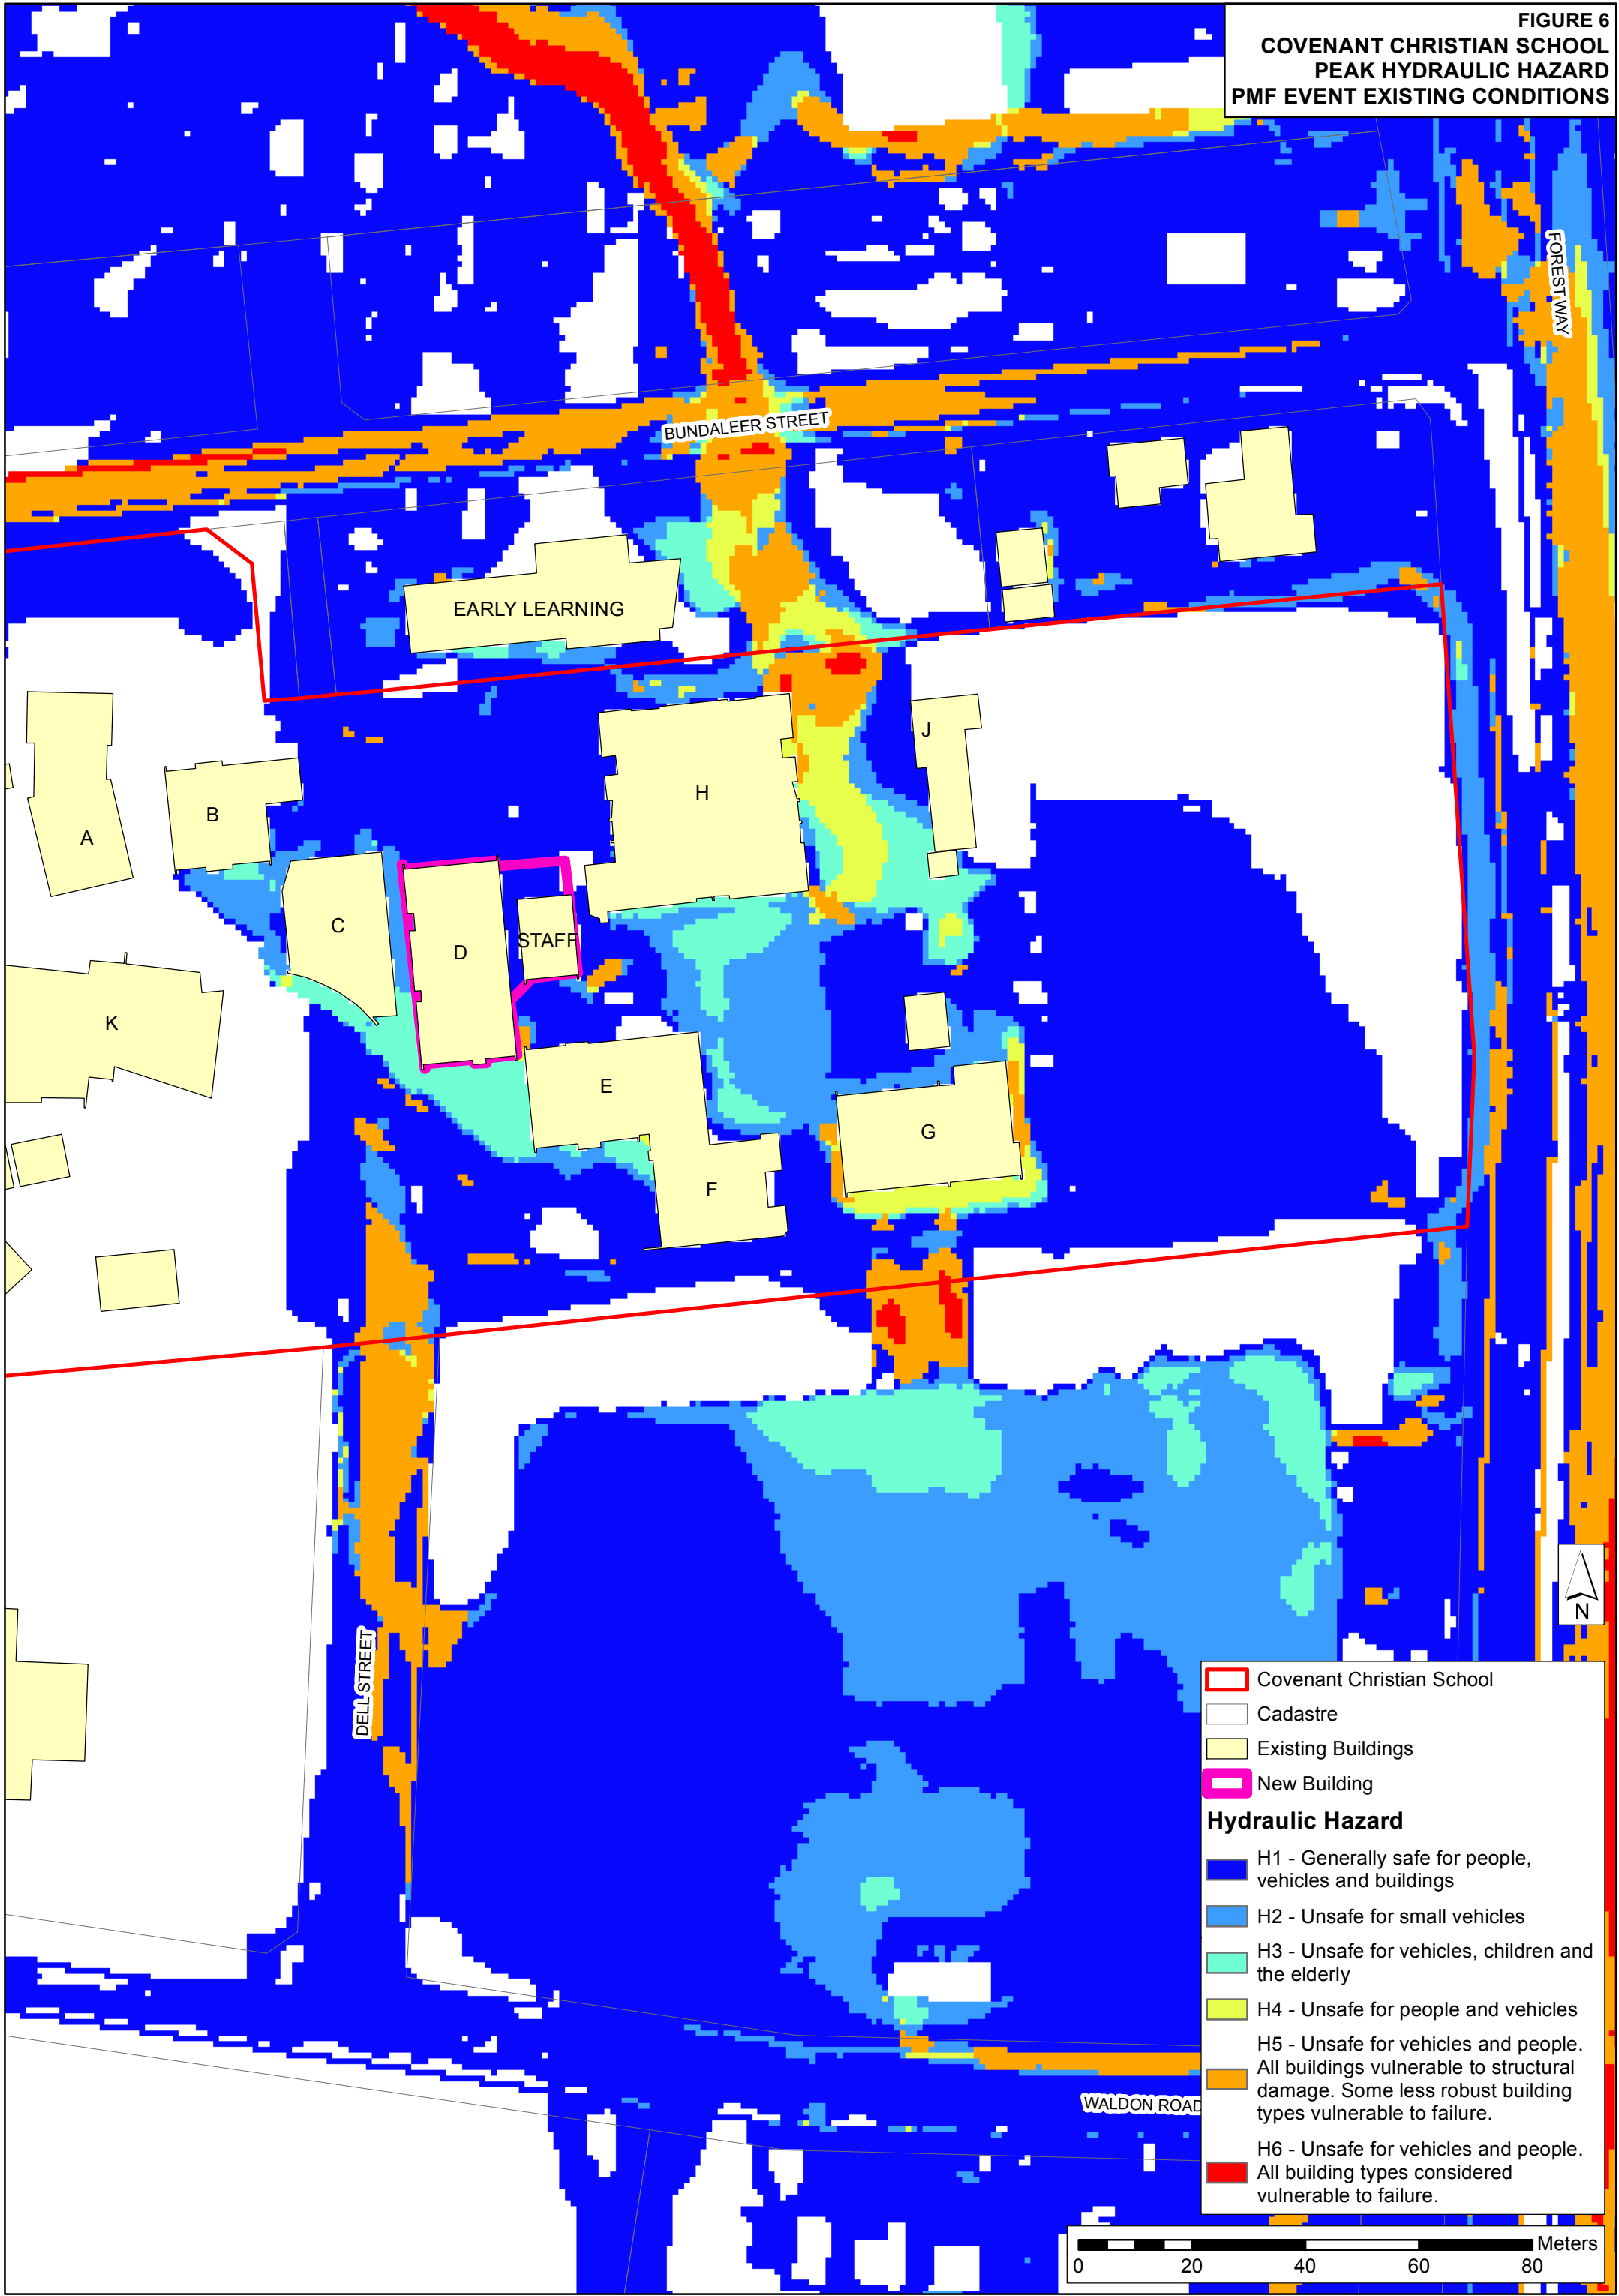 FIGURE 6
COVENANT CHRISTIAN SCHOOL
PEAK HYDRAULIC HAZARD
PMF EVENT EXISTING CONDITIONS
FOREST WAY
BUNDALEER STREET
EARLY LEARNING
J
H
B
A
C
D
STAFF
K
E
G
F
DELL STREET
N
Covenant Christian School
Cadastre
Existing Buildings
New Building
Hydraulic Hazard
H1 - Generally safe for people,
vehicles and buildings
H2 - Unsafe for small vehicles
H3 - Unsafe for vehicles, children and
the elderly
H4 - Unsafe for people and vehicles
H5 - Unsafe for vehicles and people.
All buildings vulnerable to structural
damage. Some less robust building
types vulnerable to failure.
H6 - Unsafe for vehicles and people.
All building types considered
vulnerable to failure.
WALDON ROAD
Meters
0 20 40 60 80